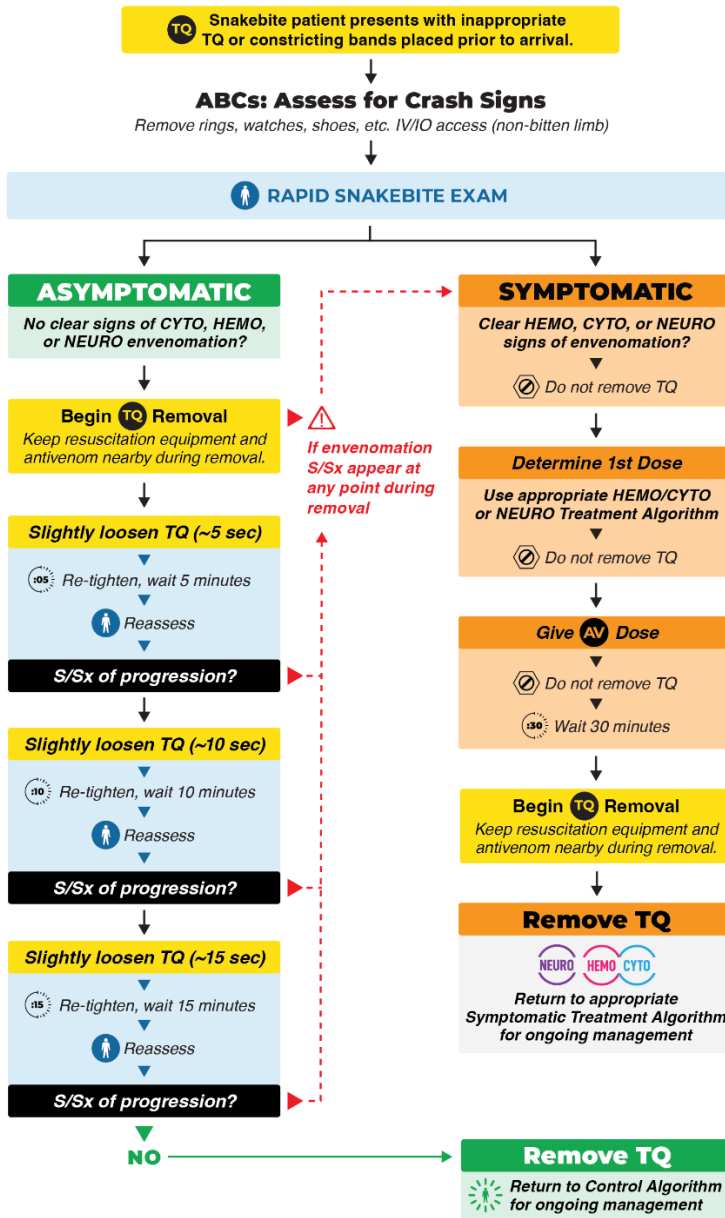 TQ
Snakebite patient presents with inappropriate
TQ or constricting bands placed prior to arrival.
ABCs: Assess for Crash Signs
Remove rings, watches, shoes, etc. IV/IO access (non-bitten limb)
RAPID SNAKEBITE EXAM
ASYMPTOMATIC
No clear signs of CYTO, HEMO,
or NEURO envenomation?
Begin TQ Removal
Keep resuscitation equipment and
antivenom nearby during removal.
If envenomation
S/Sx appear at
any point during
removal
Slightly loosen TQ (~5 sec)
:05 Re-tighten, wait 5 minutes
Reassess
S/Sx of progression?
Slightly loosen TQ (~10 sec)
:10 Re-tighten, wait 10 minutes
Reassess
S/Sx of progression?
Slightly loosen TQ (~15 sec)
:15 Re-tighten, wait 15 minutes
Reassess
S/Sx of progression?
NO
SYMPTOMATIC
Clear HEMO, CYTO, or NEURO
signs of envenomation?
Do not remove TQ
Determine 1st Dose
Use appropriate HEMO/CYTO
or NEURO Treatment Algorithm
Do not remove TQ
Give AV Dose
Do not remove TQ
:30 Wait 30 minutes
Begin TQ Removal
Keep resuscitation equipment and
antivenom nearby during removal.
Remove TQ
NEURO HEMO CYTO
Return to appropriate
Symptomatic Treatment Algorithm
for ongoing management
Remove TQ
Return to Control Algorithm
for ongoing management